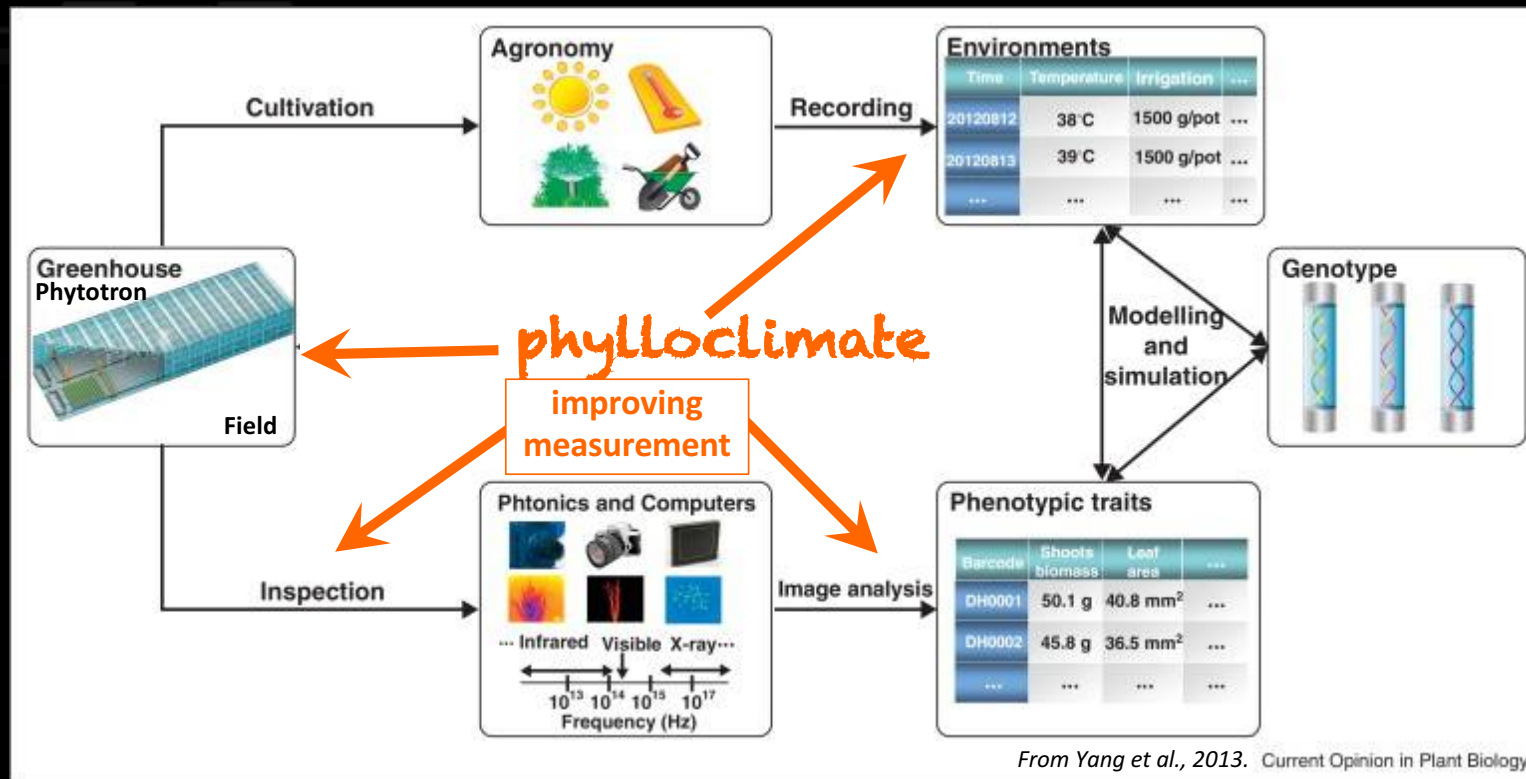 Agronomy
Cultivation
Recording
Environments
Time Temperature Irrigation ...
20120812 38°C 1500 g/pot ...
20120813 39°C 1500 g/pot ...
... ... ... ...
Greenhouse
Phytotron
Field
phylloclimate
improving
measurement
Modelling
and
simulation
Genotype
Inspection
Phtonics and Computers
... Infrared Visible X-ray...
10¹³ 10¹⁴ 10¹⁵ 10¹⁷
Frequency (Hz)
Image analysis
Phenotypic traits
Barcode Shoots biomass Leaf area ...
DH0001 50.1 g 40.8 mm² ...
DH0002 45.8 g 36.5 mm² ...
... ... ... ...
From Yang et al., 2013. Current Opinion in Plant Biology